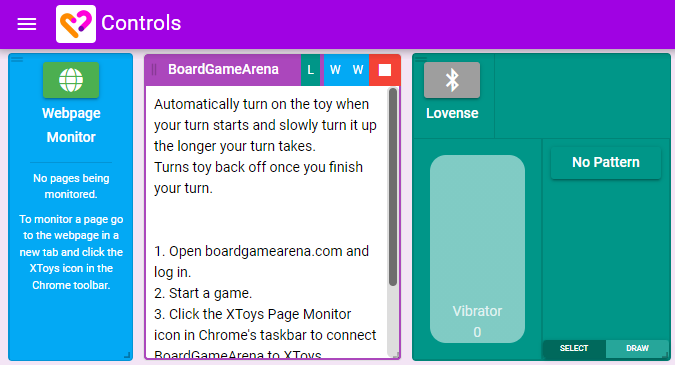 Controls
Webpage
Monitor
No pages being
monitored.
To monitor a page go
to the webpage in a
new tab and click the
XToys icon in the
Chrome toolbar.
BoardGameArena
L W W
Automatically turn on the toy when
your turn starts and slowly turn it up
the longer your turn takes.
Turns toy back off once you finish
your turn.
1. Open boardgamearena.com and
log in.
2. Start a game.
3. Click the XToys Page Monitor
icon in Chrome's taskbar to connect
BoardGameArena to XToys
Lovense
Vibrator
0
No Pattern
SELECT DRAW